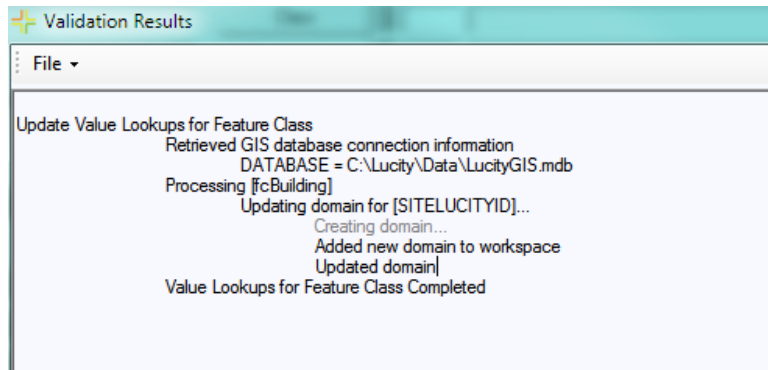 Validation Results
File
Update Value Lookups for Feature Class
Retrieved GIS database connection information
DATABASE = C:\Lucity\Data\LucityGIS.mdb
Processing [fcBuilding]
Updating domain for [SITELUCITYID]...
Creating domain...
Added new domain to workspace
Updated domain
Value Lookups for Feature Class Completed